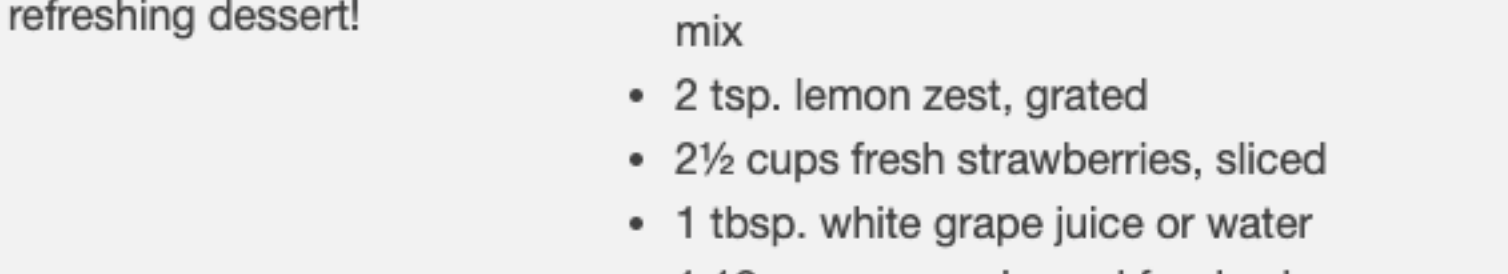 refreshing dessert!
mix
• 2 tsp. lemon zest, grated
• 2½ cups fresh strawberries, sliced
• 1 tbsp. white grape juice or water